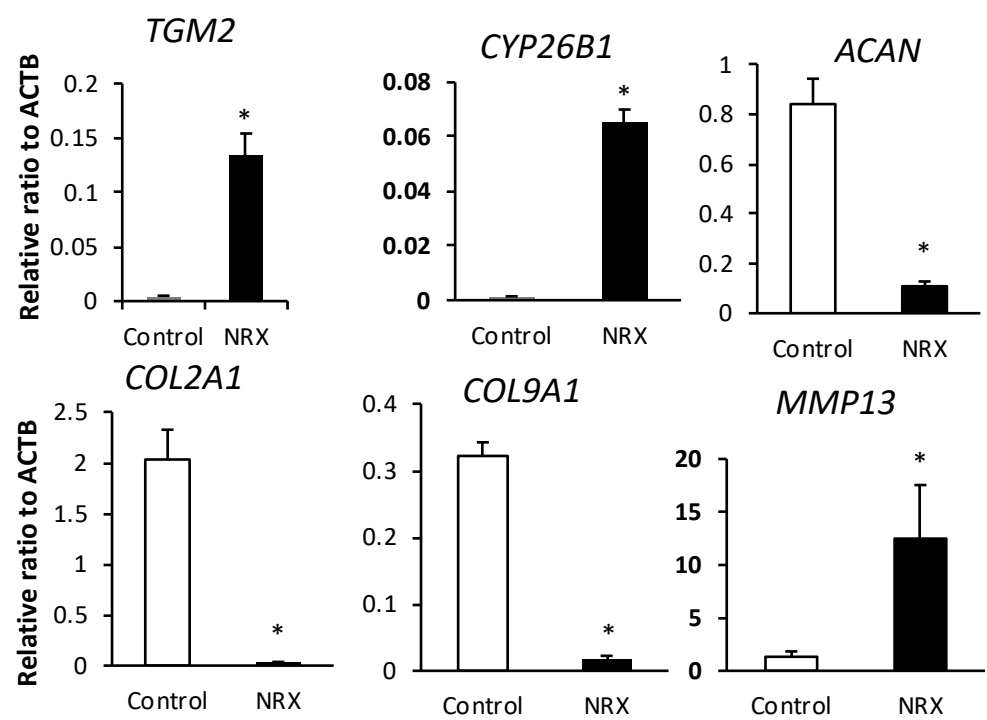 TGM2
Relative ratio to ACTB
0.2
0.15
0.1
0.05
0
*
Control NRX
CYP26B1
0.08
0.06
0.04
0.02
0
*
Control NRX
ACAN
1
0.8
0.6
0.4
0.2
0
*
Control NRX
COL2A1
Relative ratio to ACTB
2.5
2
1.5
1
0.5
0
*
Control NRX
COL9A1
0.4
0.3
0.2
0.1
0
*
Control NRX
MMP13
20
15
10
5
0
*
Control NRX